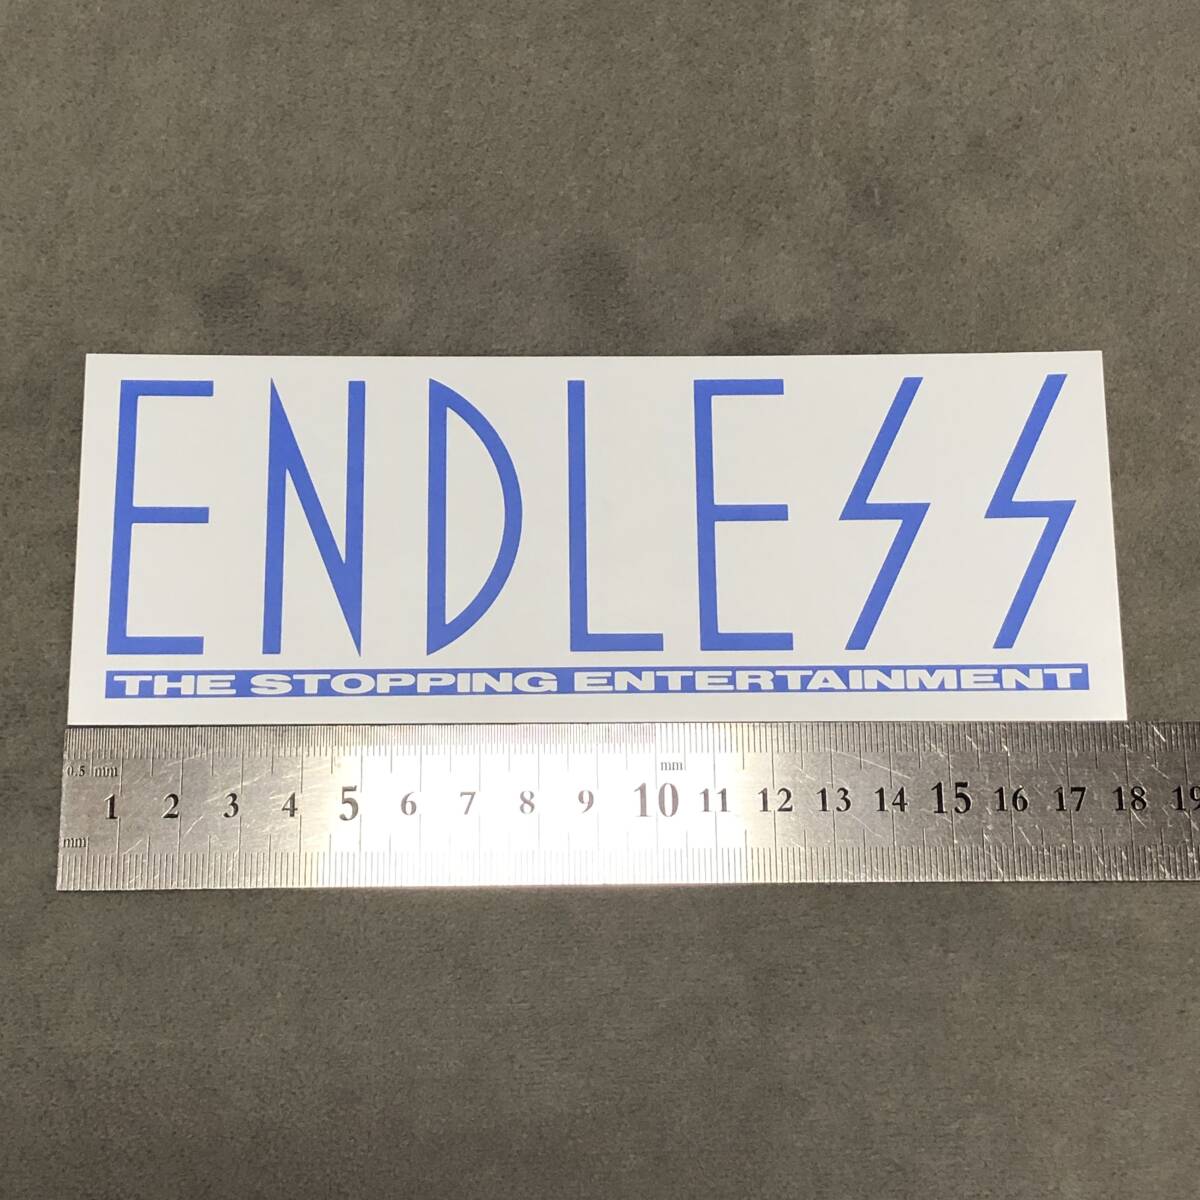 ENDLESS
THE STOPPING ENTERTAINMENT
0.5 mm mm
1 2 3 4 5 6 7 8 9 10 11 12 13 14 15 16 17 18 19
mm